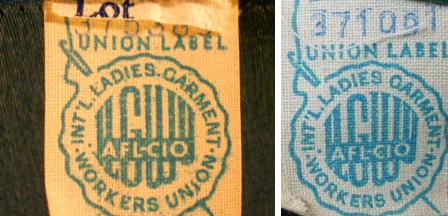 Lot
UNION LABEL
INT'L. LADIES. GARMENT
ILGWU
AFL-CIO
WORKERS UNION
UNION LABEL
INT'L. LADIES. GARMENT
ILGWU
AFL-CIO
WORKERS UNION